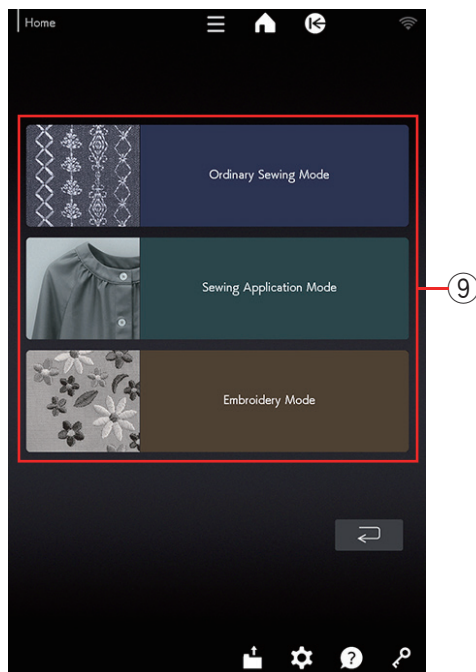 Home
Ordinary Sewing Mode
Sewing Application Mode
⑨
Embroidery Mode
?